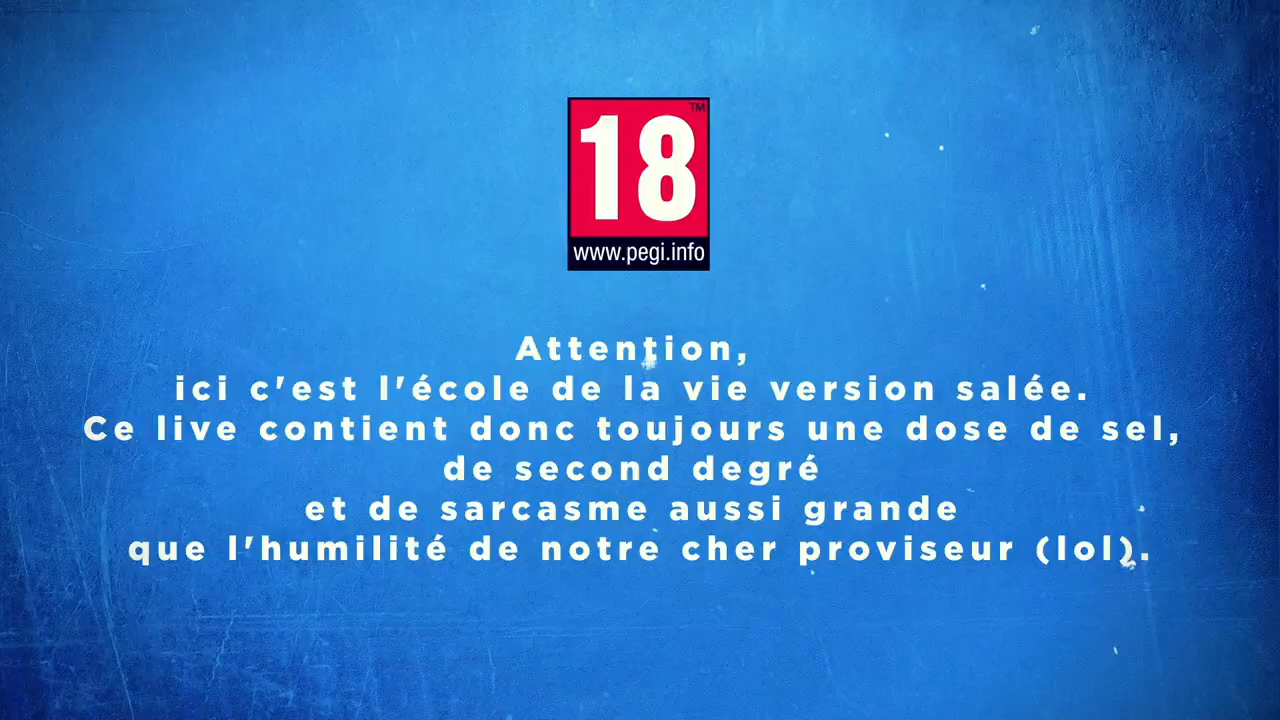 TM
18
www.pegi.info
Attention,
ici c'est l'école de la vie version salée.
Ce live contient donc toujours une dose de sel,
de second degré
et de sarcasme aussi grande
que l'humilité de notre cher proviseur (lol).